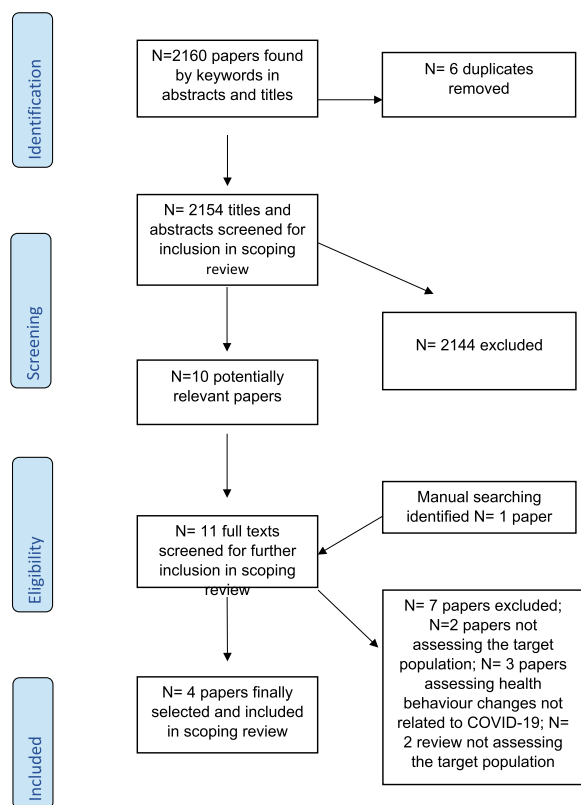 Identification
N=2160 papers found
by keywords in
abstracts and titles
N= 6 duplicates
removed
N= 2154 titles and
abstracts screened for
inclusion in scoping
review
Screening
N= 2144 excluded
N=10 potentially
relevant papers
Eligibility
Manual searching
identified N= 1 paper
N= 11 full texts
screened for further
inclusion in scoping
review
N= 7 papers excluded;
N=2 papers not
assessing the target
population; N= 3 papers
assessing health
behaviour changes not
related to COVID-19; N=
2 review not assessing
the target population
Included
N= 4 papers finally
selected and included
in scoping review